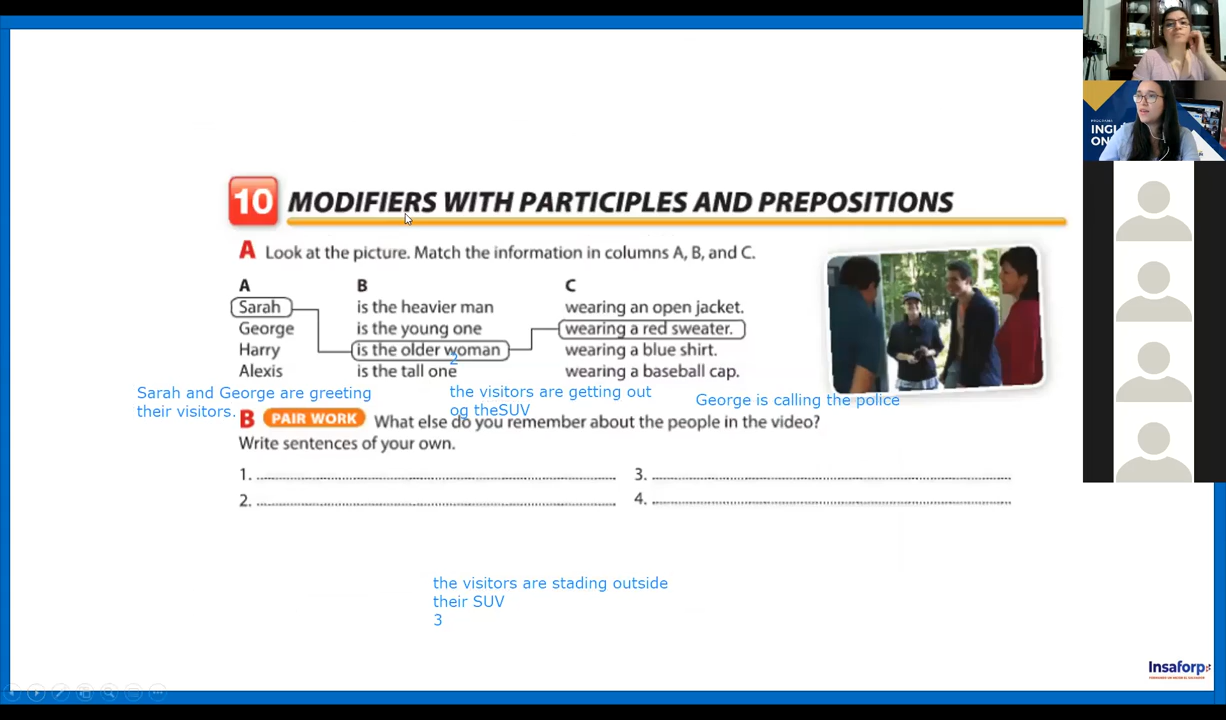 10 MODIFIERS WITH PARTICIPLES AND PREPOSITIONS
A Look at the picture. Match the information in columns A, B, and C.
A B C
Sarah is the heavier man wearing an open jacket.
George is the young one wearing a red sweater.
Harry is the older woman wearing a blue shirt.
Alexis is the tall one wearing a baseball cap.
2
Sarah and George are greeting
their visitors.
the visitors are getting out
og theSUV
George is calling the police
B PAIR WORK What else do you remember about the people in the video?
Write sentences of your own.
1. 3.
2. 4.
the visitors are stading outside
their SUV
3
Insaforp
PROGRAMA